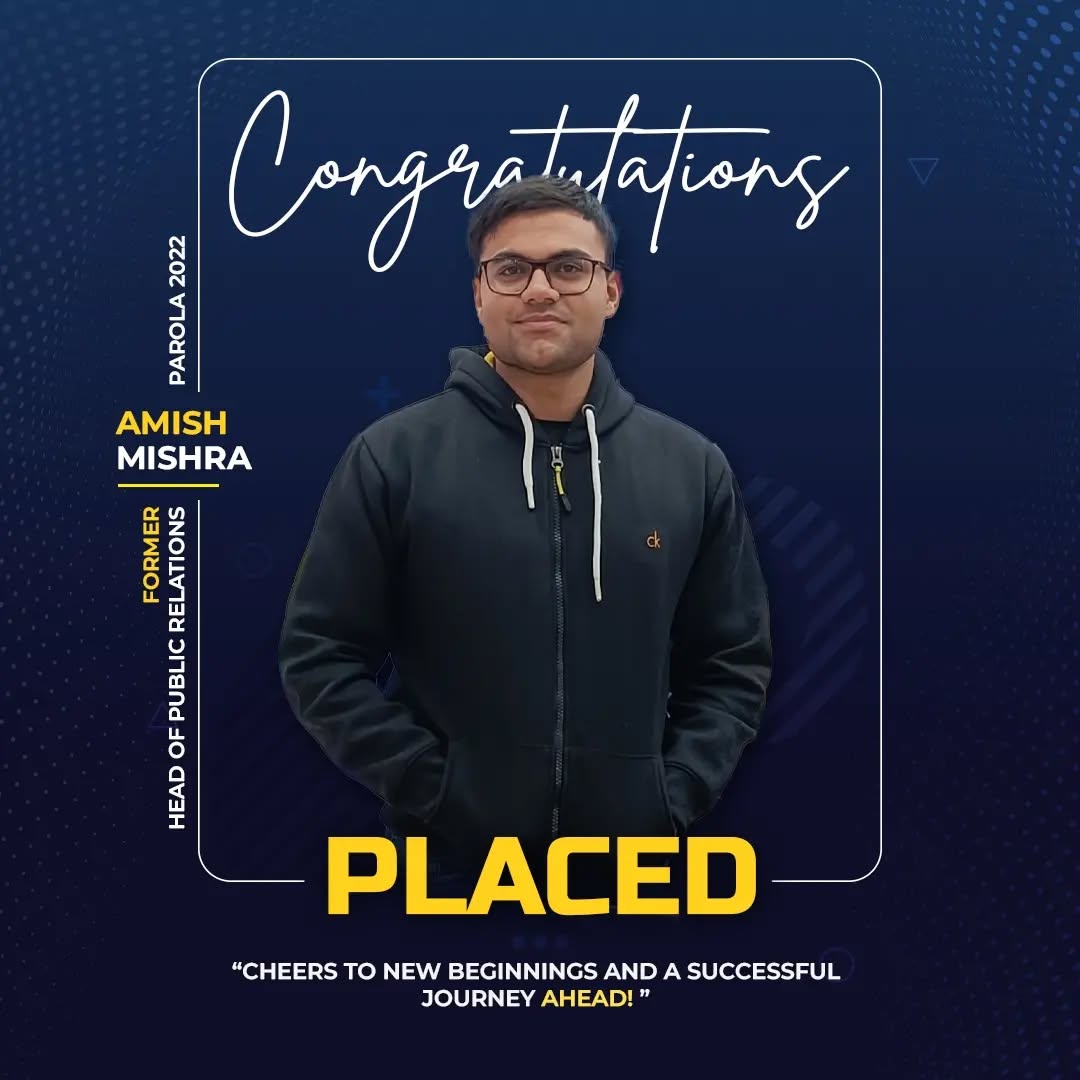 Congratulations
PAROLA 2022
AMISH
MISHRA
FORMER
HEAD OF PUBLIC RELATIONS
ck
PLACED
“CHEERS TO NEW BEGINNINGS AND A SUCCESSFUL
JOURNEY AHEAD! ”